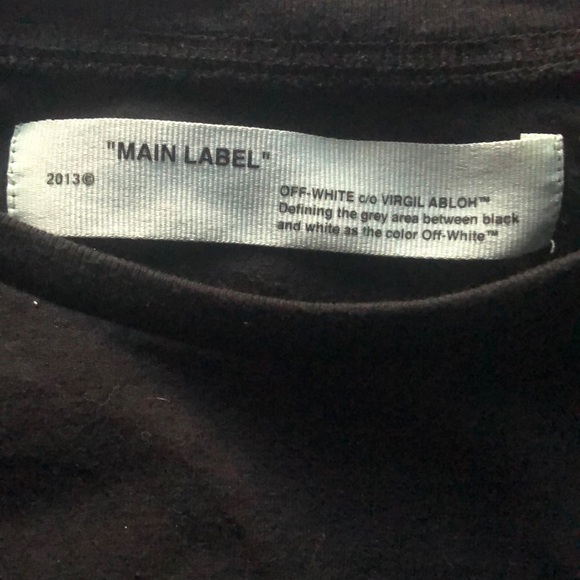 "MAIN LABEL"
2013©
OFF-WHITE c/o VIRGIL ABLOH™
Defining the grey area between black
and white as the color Off-White™